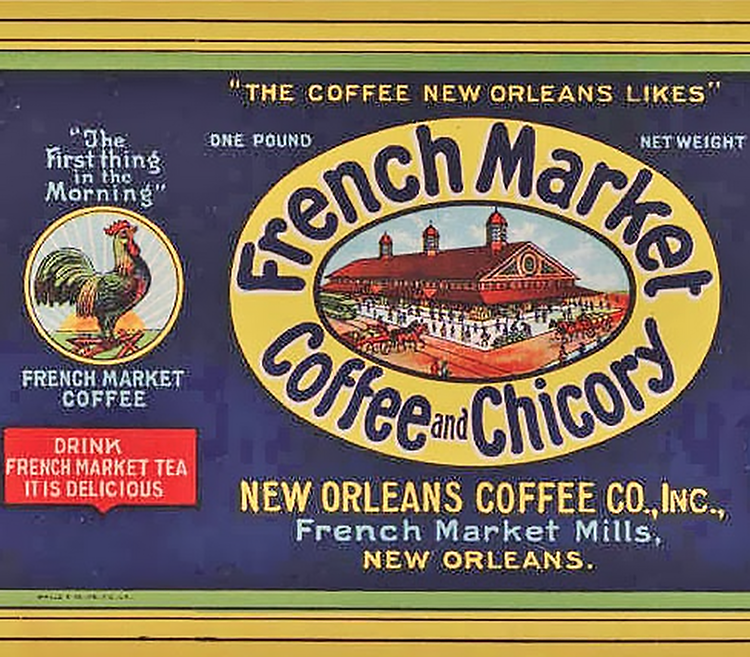 "THE COFFEE NEW ORLEANS LIKES"
ONE POUND
NET WEIGHT
French Market
Coffee and Chicory
NEW ORLEANS COFFEE CO., INC.,
French Market Mills,
NEW ORLEANS.
"The
First thing
in the
Morning"
FRENCH MARKET
COFFEE
DRINK
FRENCH MARKET TEA
IT IS DELICIOUS